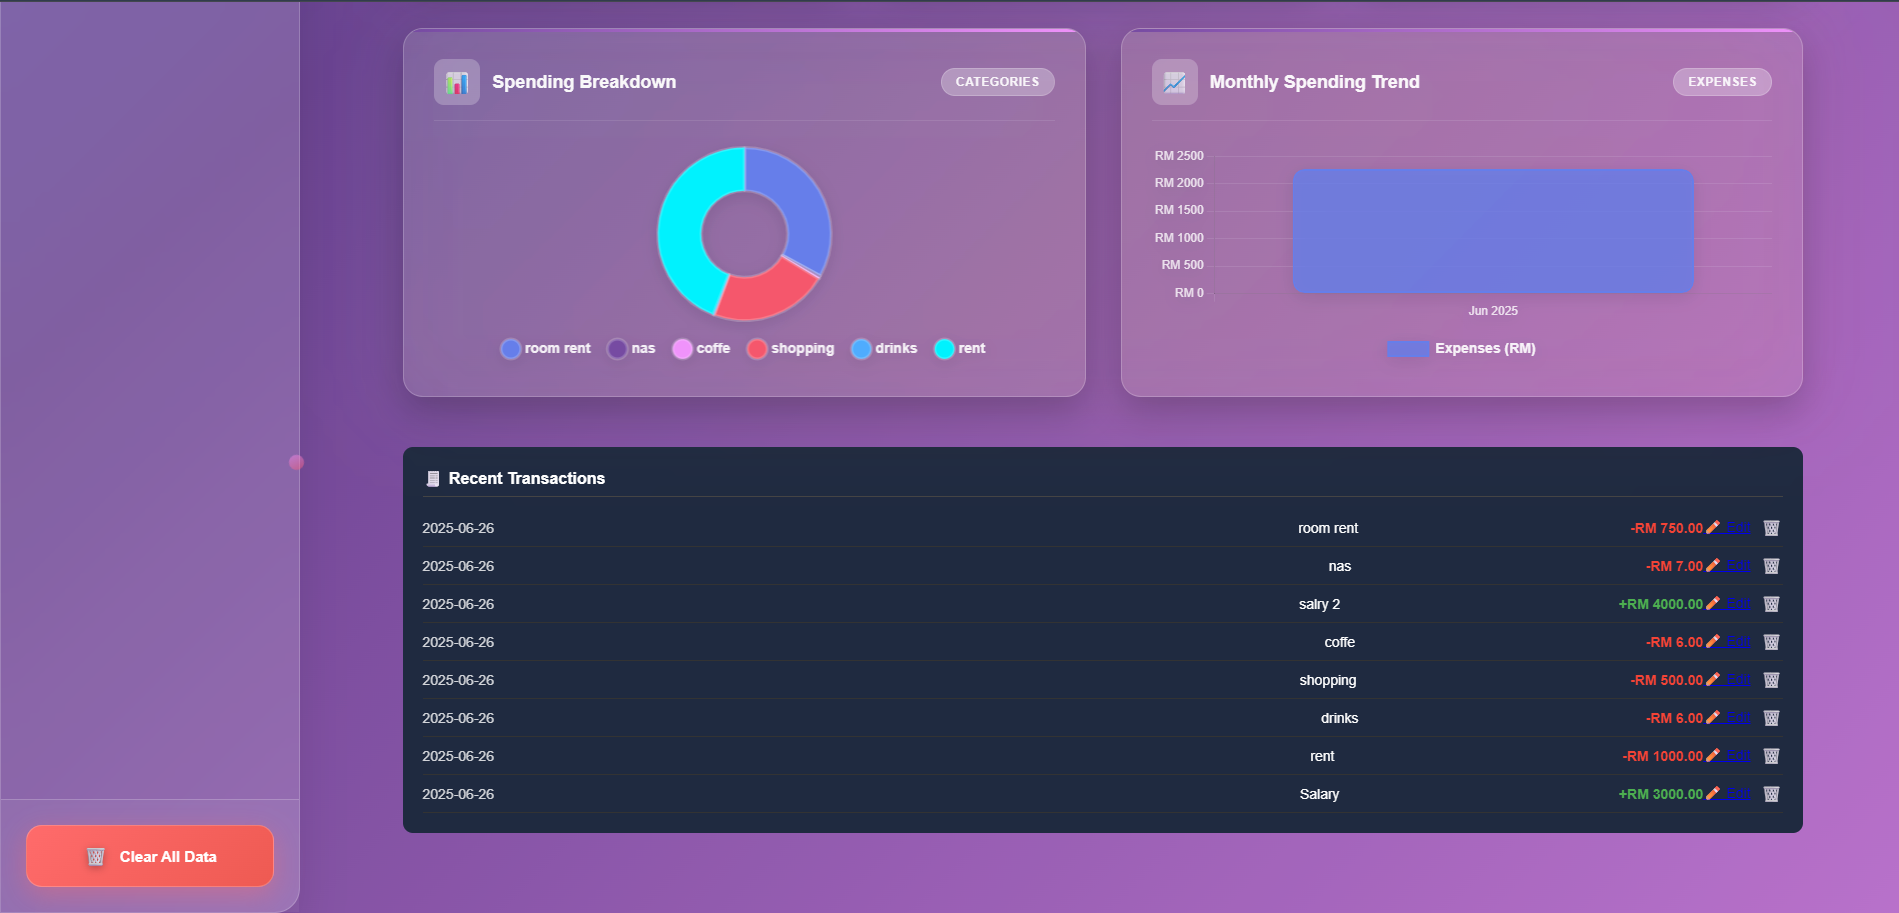 Spending Breakdown
CATEGORIES
room rent nas coffe shopping drinks rent
Monthly Spending Trend
EXPENSES
RM 2500
RM 2000
RM 1500
RM 1000
RM 500
RM 0
Jun 2025
Expenses (RM)
Recent Transactions
2025-06-26 room rent -RM 750.00 Edit
2025-06-26 nas -RM 7.00 Edit
2025-06-26 salry 2 +RM 4000.00 Edit
2025-06-26 coffe -RM 6.00 Edit
2025-06-26 shopping -RM 500.00 Edit
2025-06-26 drinks -RM 6.00 Edit
2025-06-26 rent -RM 1000.00 Edit
2025-06-26 Salary +RM 3000.00 Edit
Clear All Data